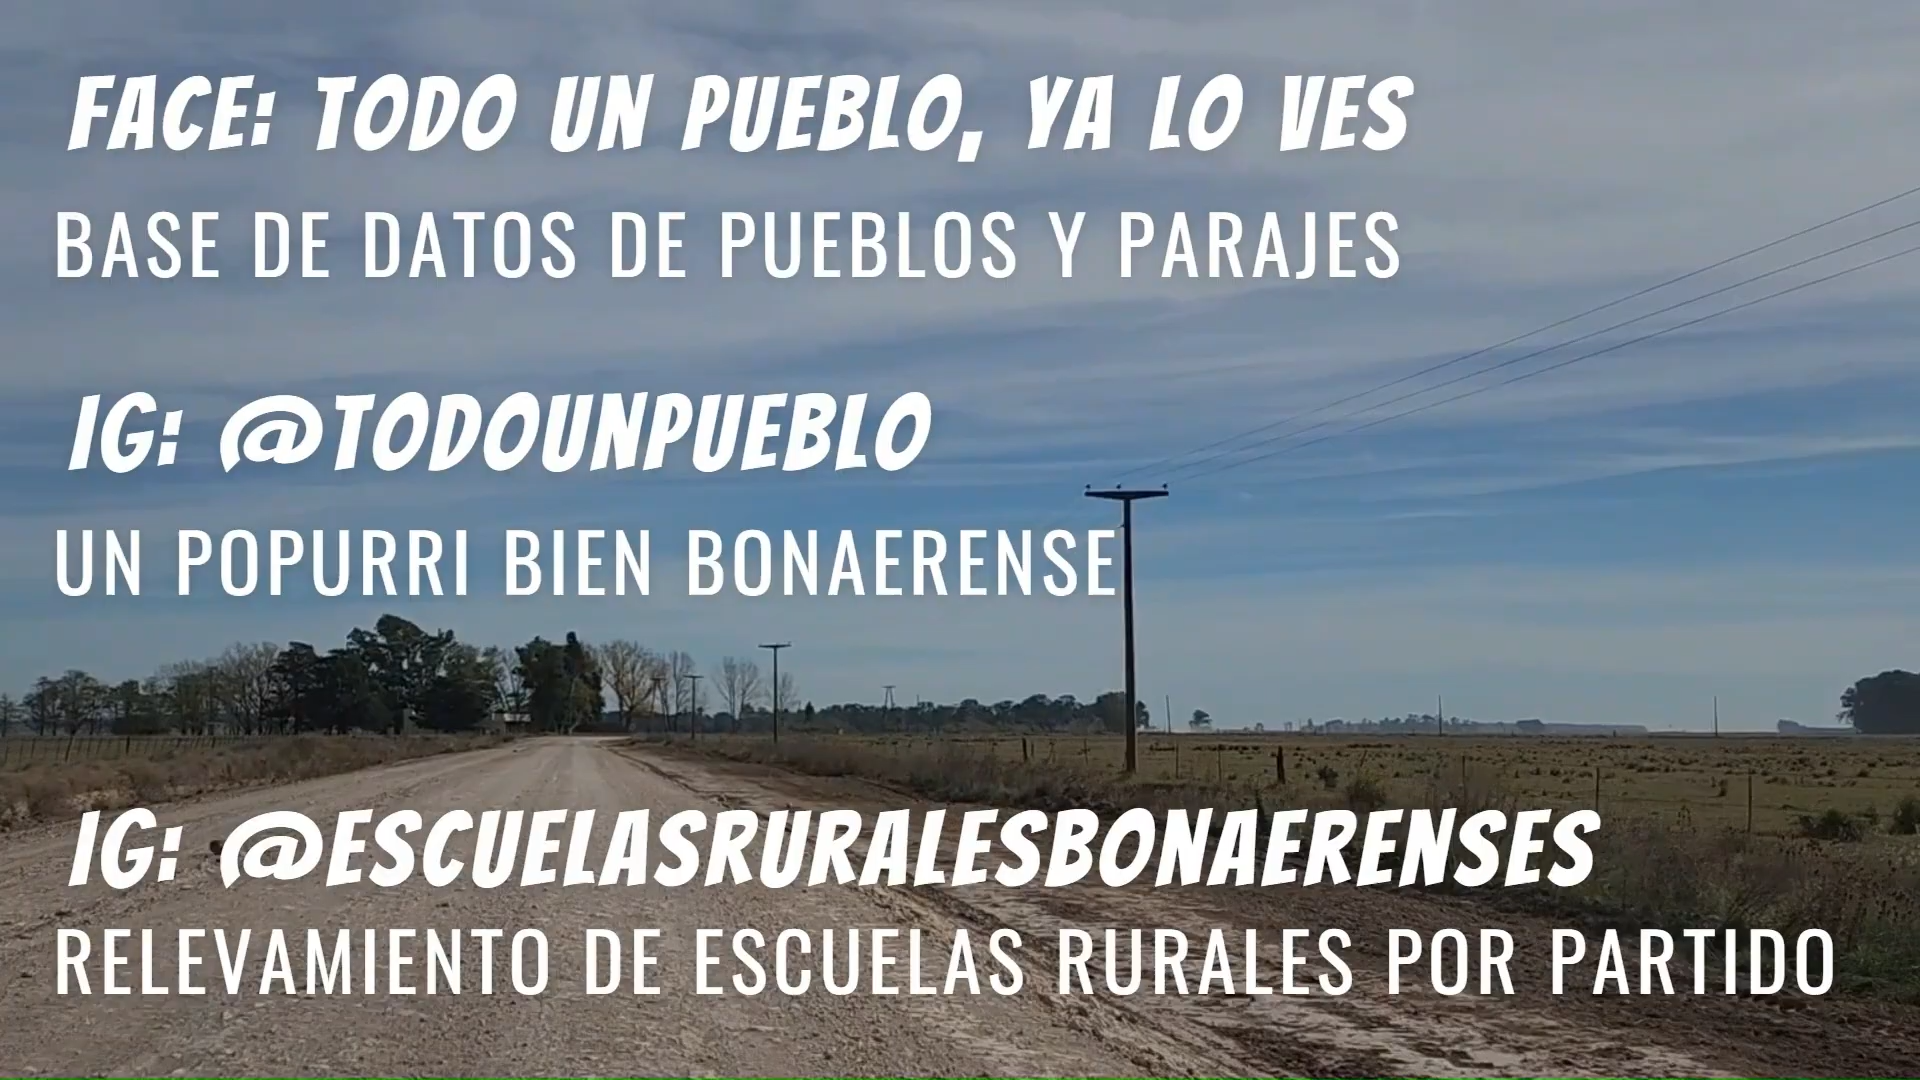 FACE: TODO UN PUEBLO, YA LO VES
BASE DE DATOS DE PUEBLOS Y PARAJES
IG: @TODOUNPUEBLO
UN POPURRI BIEN BONAERENSE
IG: @ESCUELASRURALESBONAERENSES
RELEVAMIENTO DE ESCUELAS RURALES POR PARTIDO